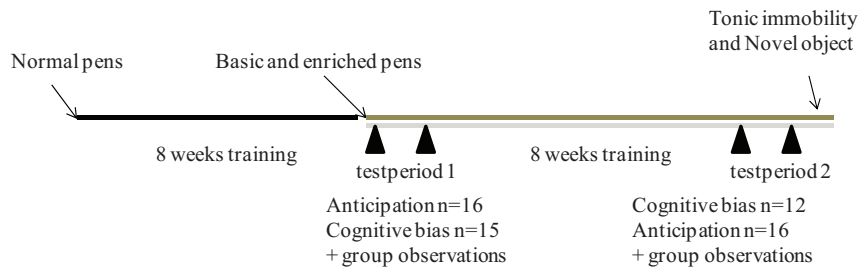 Tonic immobility
and Novel object
Normal pens
Basic and enriched pens
8 weeks training
8 weeks training
testperiod 1
testperiod 2
Anticipation n=16
Cognitive bias n=15
+ group observations
Cognitive bias n=12
Anticipation n=16
+ group observations